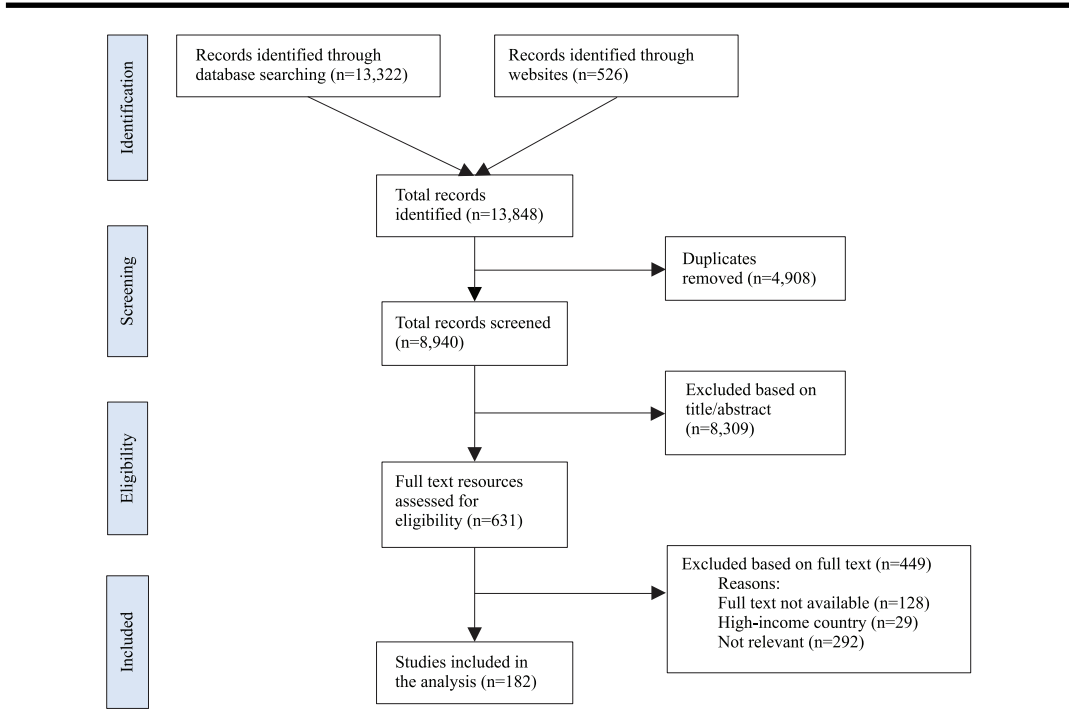 Identification
Records identified through
database searching (n=13,322)
Records identified through
websites (n=526)
Total records
identified (n=13,848)
Screening
Duplicates
removed (n=4,908)
Total records screened
(n=8,940)
Excluded based on
title/abstract
(n=8,309)
Eligibility
Full text resources
assessed for
eligibility (n=631)
Excluded based on full text (n=449)
Reasons:
Full text not available (n=128)
High-income country (n=29)
Not relevant (n=292)
Included
Studies included in
the analysis (n=182)